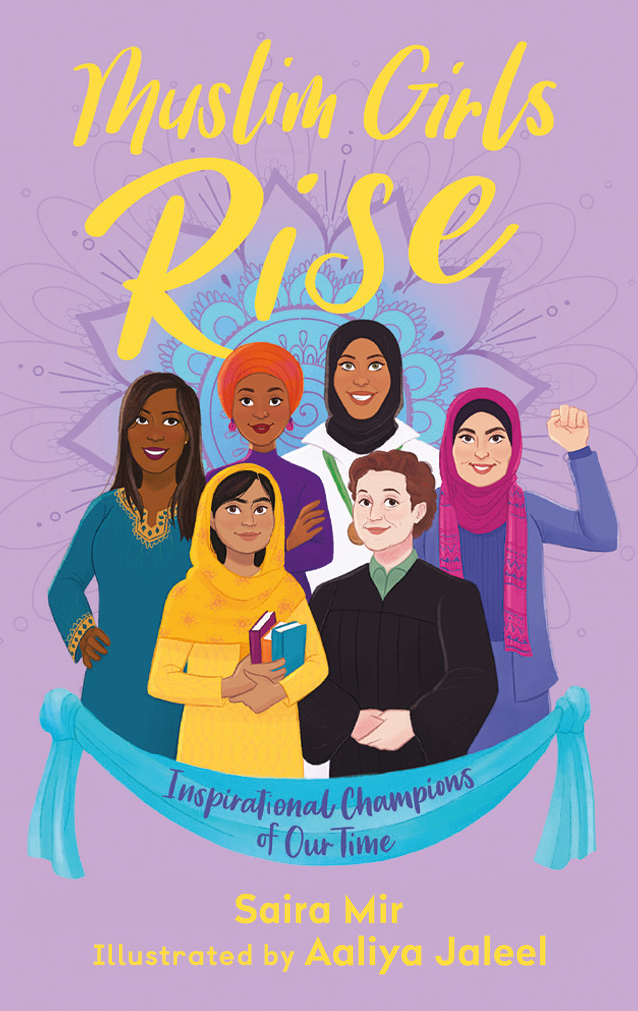 Muslim Girls
Rise
Inspirational Champions
of Our Time
Saira Mir
Illustrated by Aaliya Jaleel